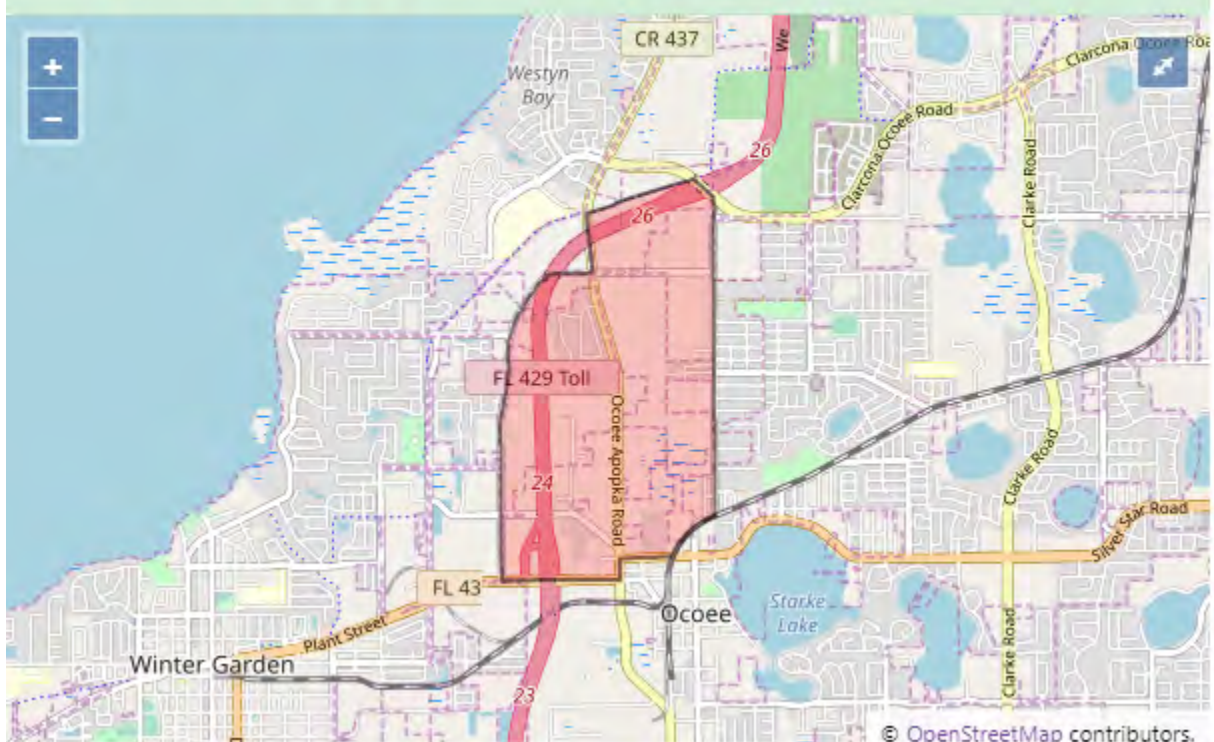 +
−
CR 437
We
Clarcona Ocoee Roa
Westyn
Bay
Clarcona Ocoee Road
26
Clarke Road
26
FL 429 Toll
Ocoee Apopka Road
24
Clarke Road
Silver Star Road
FL 43
Starke
Lake
Ocoee
Plant Street
Winter Garden
Clarke Road
23
© OpenStreetMap contributors.